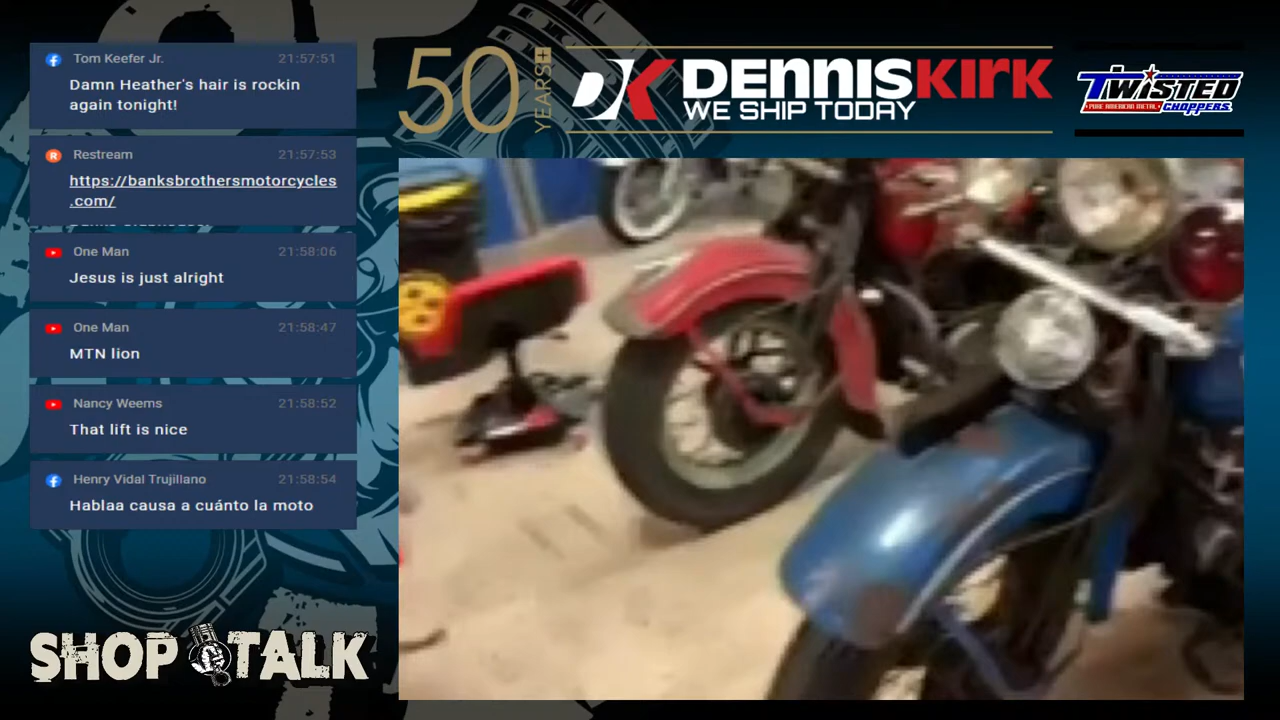 Tom Keefer Jr. 21:57:51
Damn Heather's hair is rockin
again tonight!
Restream 21:57:53
https://banksbrothersmotorcycles
.com/
One Man 21:58:06
Jesus is just alright
One Man 21:58:47
MTN lion
Nancy Weems 21:58:52
That lift is nice
Henry Vidal Trujillano 21:58:54
Hablaa causa a cuánto la moto
SHOP TALK
50 YEARS+
DENNIS KIRK
WE SHIP TODAY
TWISTED
PURE AMERICAN METAL
CHOPPERS